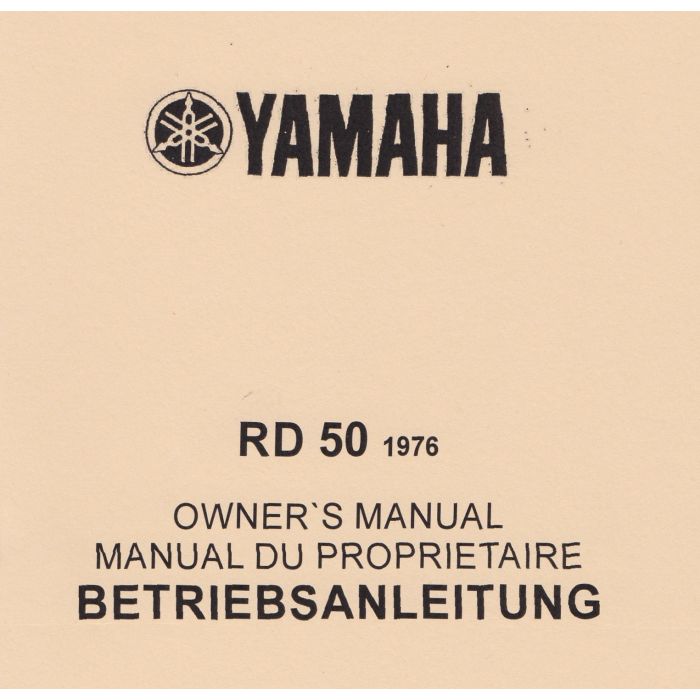 YAMAHA
RD 50 1976
OWNER`S MANUAL
MANUAL DU PROPRIETAIRE
BETRIEBSANLEITUNG